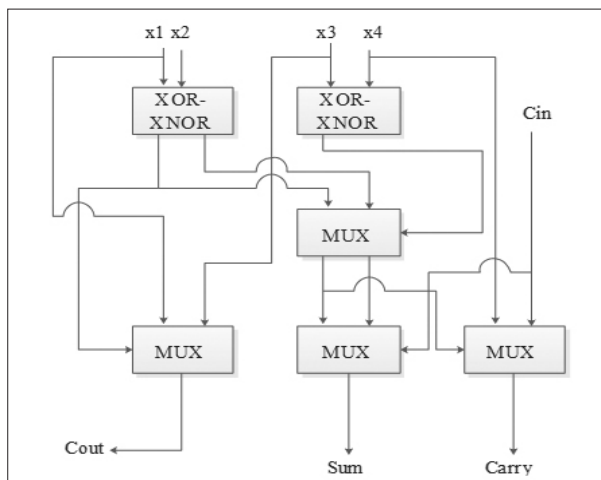 x1 x2 x3 x4
XOR-
XNOR
XOR-
XNOR
Cin
MUX
MUX
MUX
MUX
Cout
Sum
Carry